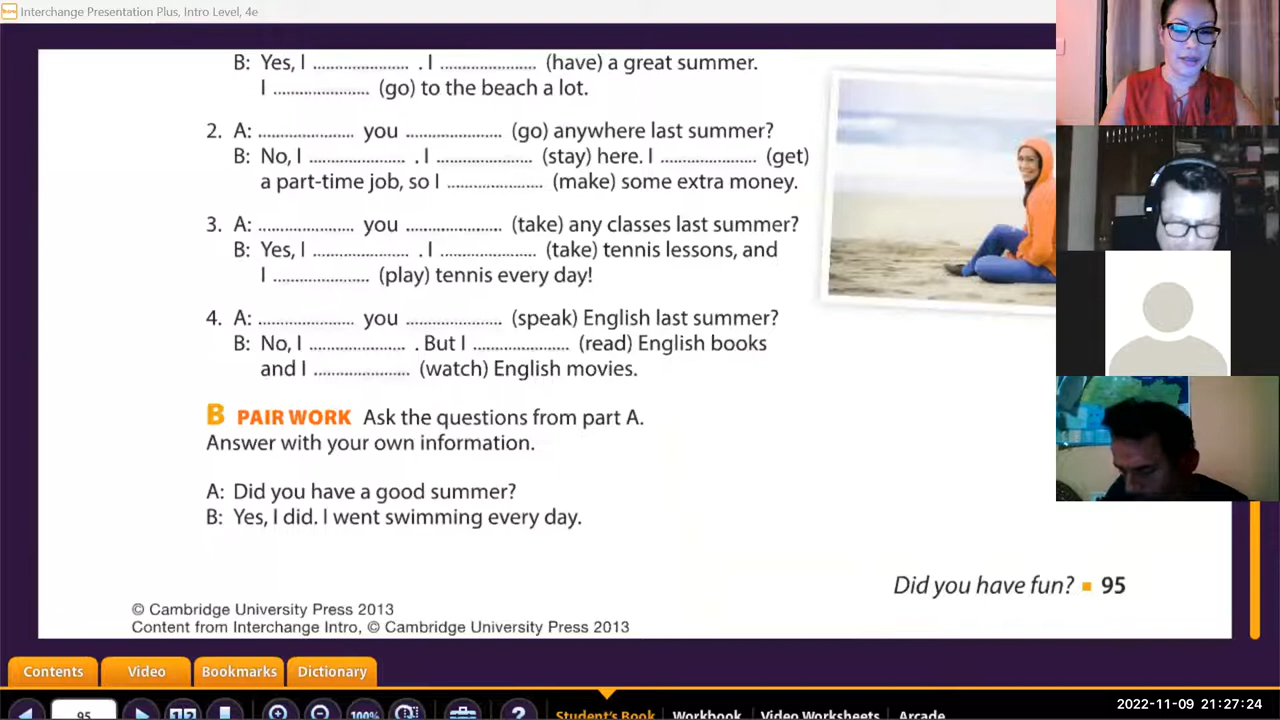 Interchange Presentation Plus, Intro Level, 4e
B: Yes, I .................... . I .................... (have) a great summer.
I .................... (go) to the beach a lot.
2. A: .................... you .................... (go) anywhere last summer?
B: No, I .................... . I .................... (stay) here. I .................... (get)
a part-time job, so I .................... (make) some extra money.
3. A: .................... you .................... (take) any classes last summer?
B: Yes, I .................... . I .................... (take) tennis lessons, and
I .................... (play) tennis every day!
4. A: .................... you .................... (speak) English last summer?
B: No, I .................... . But I .................... (read) English books
and I .................... (watch) English movies.
B PAIR WORK Ask the questions from part A.
Answer with your own information.
A: Did you have a good summer?
B: Yes, I did. I went swimming every day.
Did you have fun? ■ 95
© Cambridge University Press 2013
Content from Interchange Intro, © Cambridge University Press 2013
Contents Video Bookmarks Dictionary
95 100% ? Student's Book Workbook Video Worksheets Arcade
2022-11-09 21:27:24